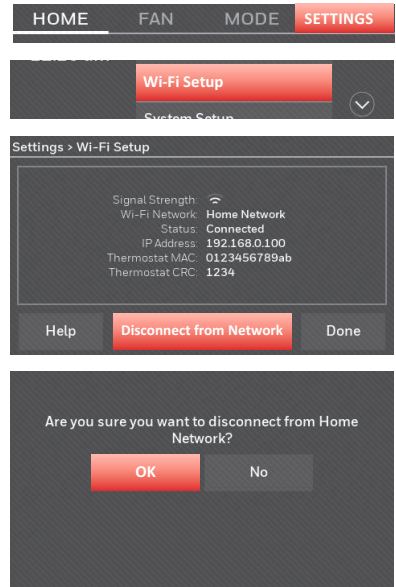 HOME FAN MODE SETTINGS
Wi-Fi Setup
System Setup
Settings > Wi-Fi Setup
Signal Strength:
Wi-Fi Network: Home Network
Status: Connected
IP Address: 192.168.0.100
Thermostat MAC: 0123456789ab
Thermostat CRC: 1234
Help Disconnect from Network Done
Are you sure you want to disconnect from Home
Network?
OK No